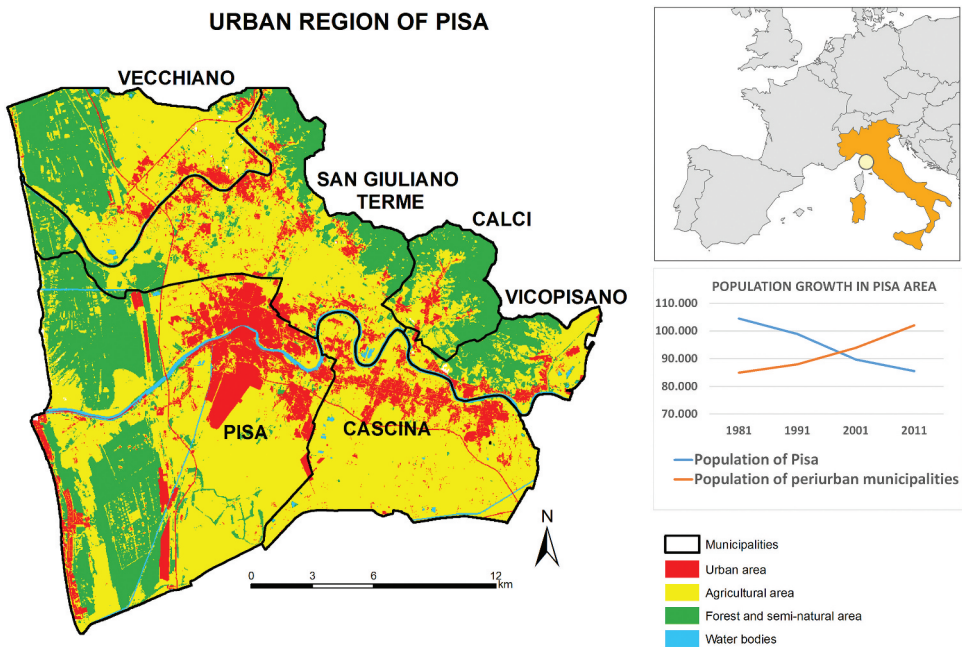 URBAN REGION OF PISA
VECCHIANO
SAN GIULIANO
TERME
CALCI
VICOPISANO
PISA
CASCINA
N
0 3 6 12
km
POPULATION GROWTH IN PISA AREA
110.000
100.000
90.000
80.000
70.000
1981 1991 2001 2011
Population of Pisa
Population of periurban municipalities
Municipalities
Urban area
Agricultural area
Forest and semi-natural area
Water bodies